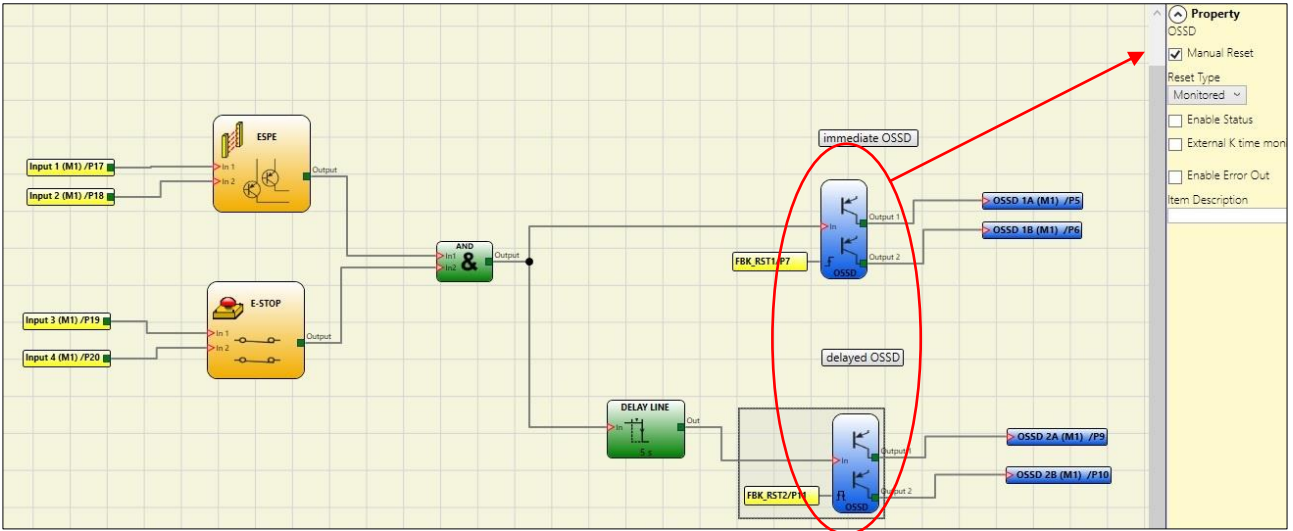 Property
OSSD
Manual Reset
Reset Type
Monitored
Enable Status
External K time mon
Enable Error Out
Item Description
ESPE
Input 1 (M1) /P17
In 1
Output
Input 2 (M1) /P18
In 2
immediate OSSD
OSSD 1A (M1) /P5
Output 1
In
OSSD 1B (M1) /P6
AND
In1
&
Output
In2
FBK_RST1/P7
Output 2
OSSD
E-STOP
Input 3 (M1) /P19
In 1
Output
In 2
Input 4 (M1) /P20
delayed OSSD
DELAY LINE
In
Out
5 s
OSSD 2A (M1) /P9
Output 1
In
OSSD 2B (M1) /P10
FBK_RST2/P11
Output 2
OSSD